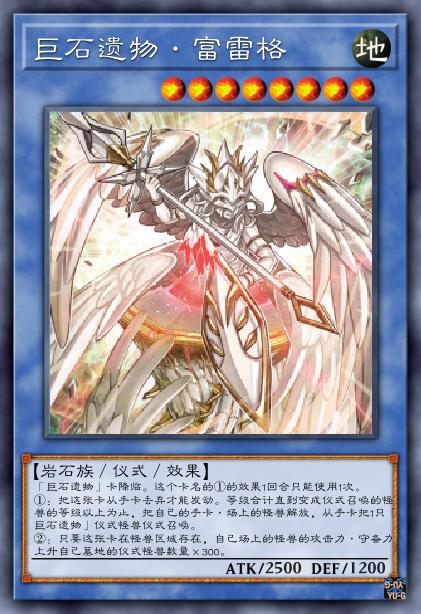 巨石遗物·富雷格
地
【岩石族／仪式／效果】
「巨石遗物」卡降临。这个卡名的①的效果1回合只能使用1次。
①：把这张卡从手卡丢弃才能发动。等级合计直到变成仪式召唤的怪
兽的等级以上为止，把自己的手卡·场上的怪兽解放，从手卡把1只
「巨石遗物」仪式怪兽仪式召唤。
②：只要这张卡在怪兽区域存在，自己场上的怪兽的攻击力·守备力
上升自己墓地的仪式怪兽数量×300。
ATK/2500 DEF/1200